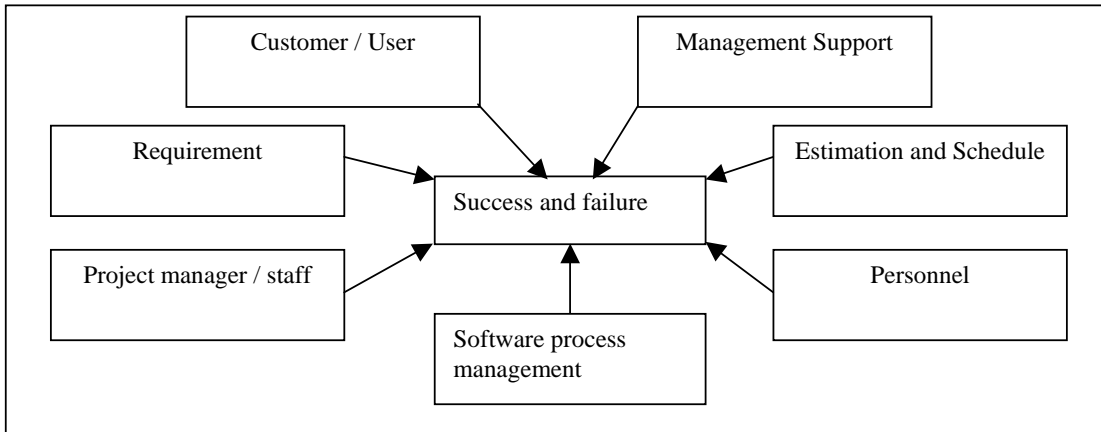 Customer / User
Management Support
Requirement
Estimation and Schedule
Success and failure
Project manager / staff
Personnel
Software process
management